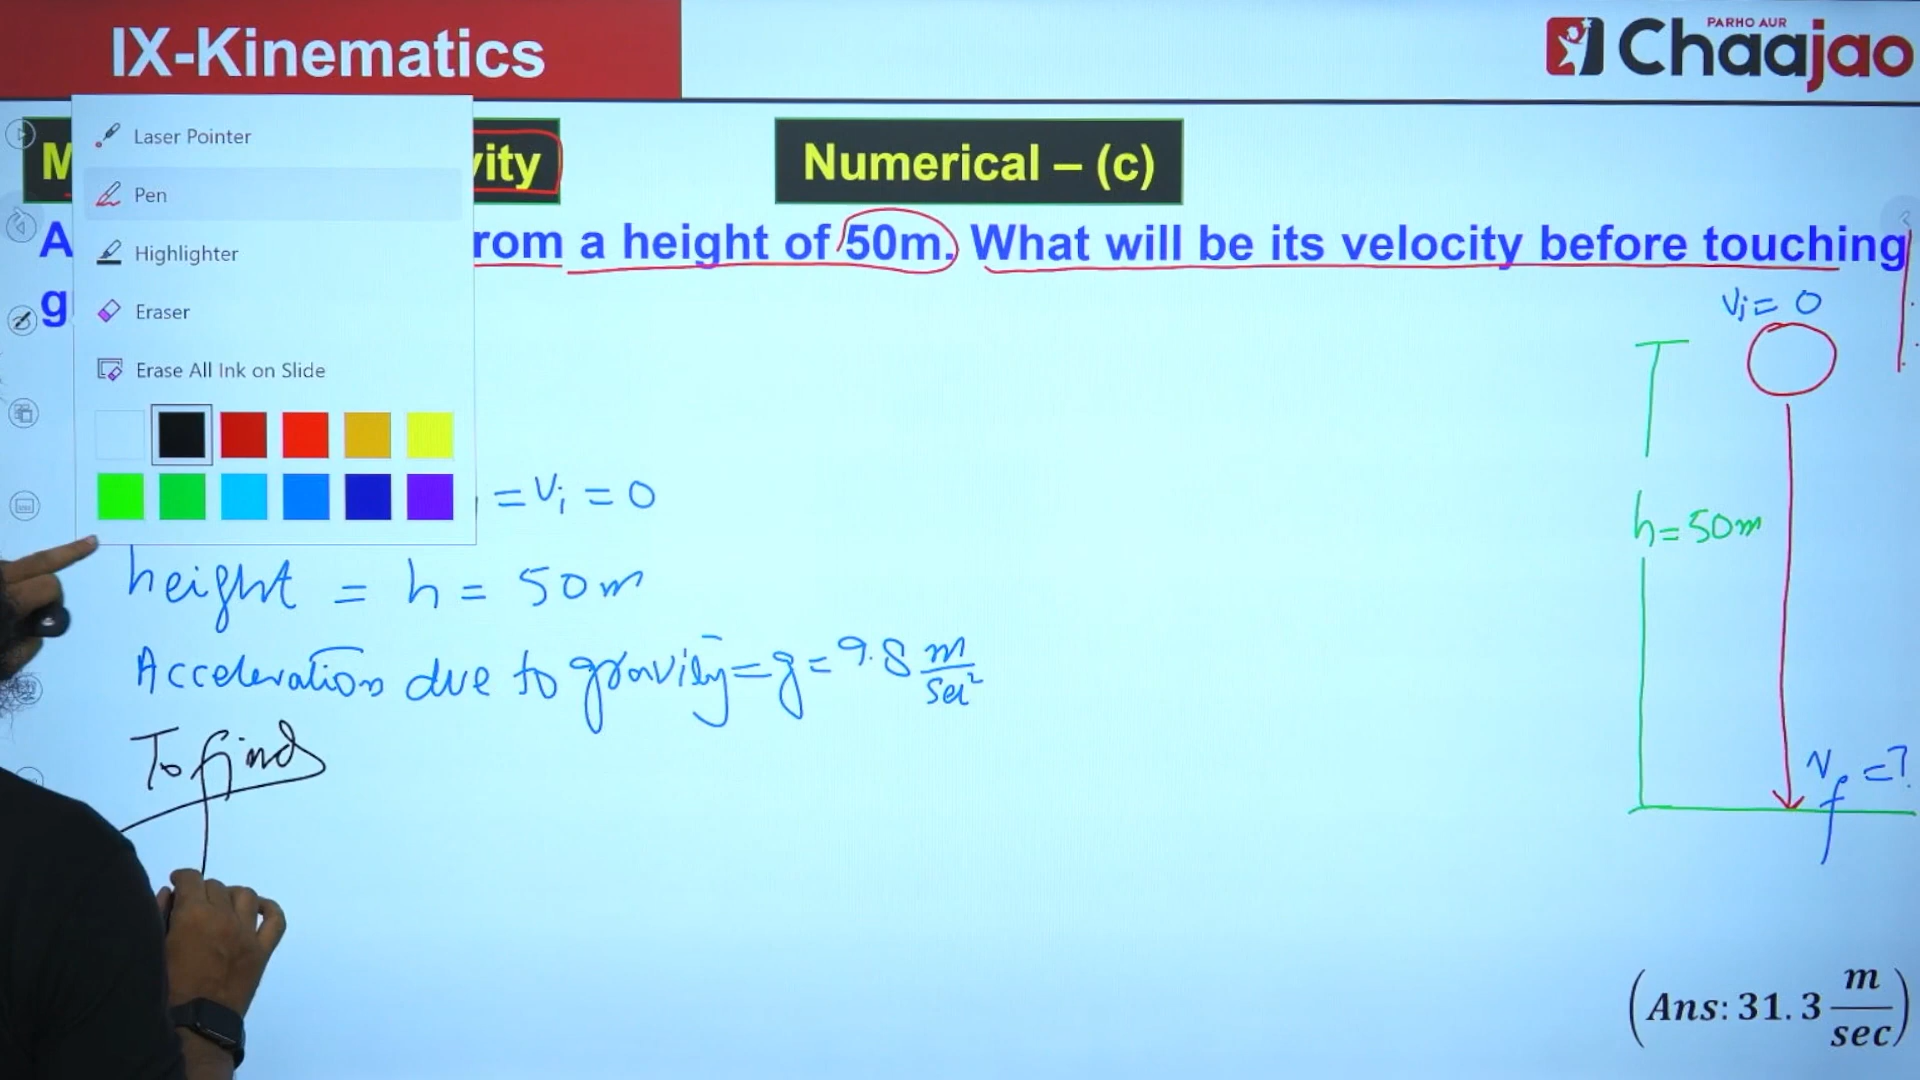 IX-Kinematics
PARHO AUR
Chaajao
M
vity
Numerical – (c)
Laser Pointer
Pen
Highlighter
Eraser
Erase All Ink on Slide
A
rom a height of 50m. What will be its velocity before touching
g
Vi = 0
= Vi = 0
h = 50m
height = h = 50m
Acceleration due to gravity = g = 9.8 m/sec²
To find
Vf = ?
(Ans: 31.3 m/sec)